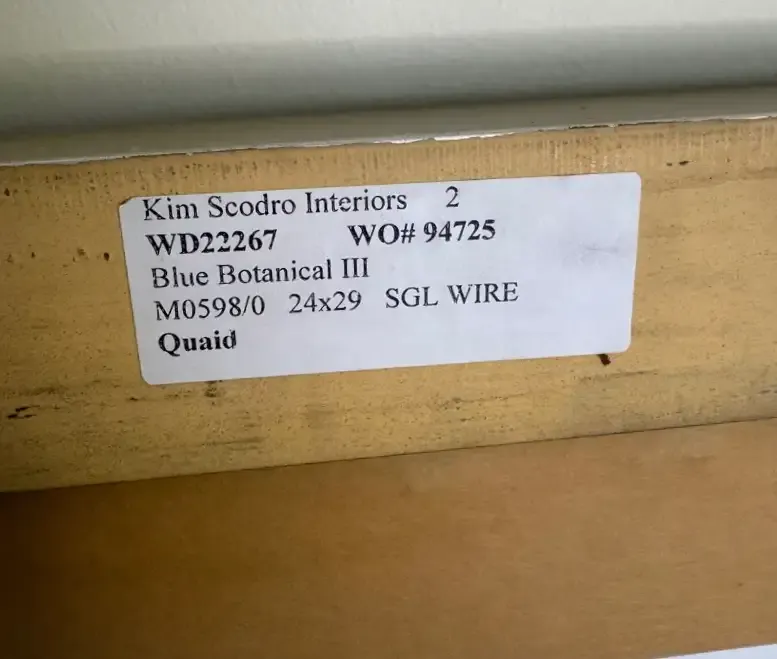 Kim Scodro Interiors 2
WD22267 WO# 94725
Blue Botanical III
M0598/0 24x29 SGL WIRE
Quaid